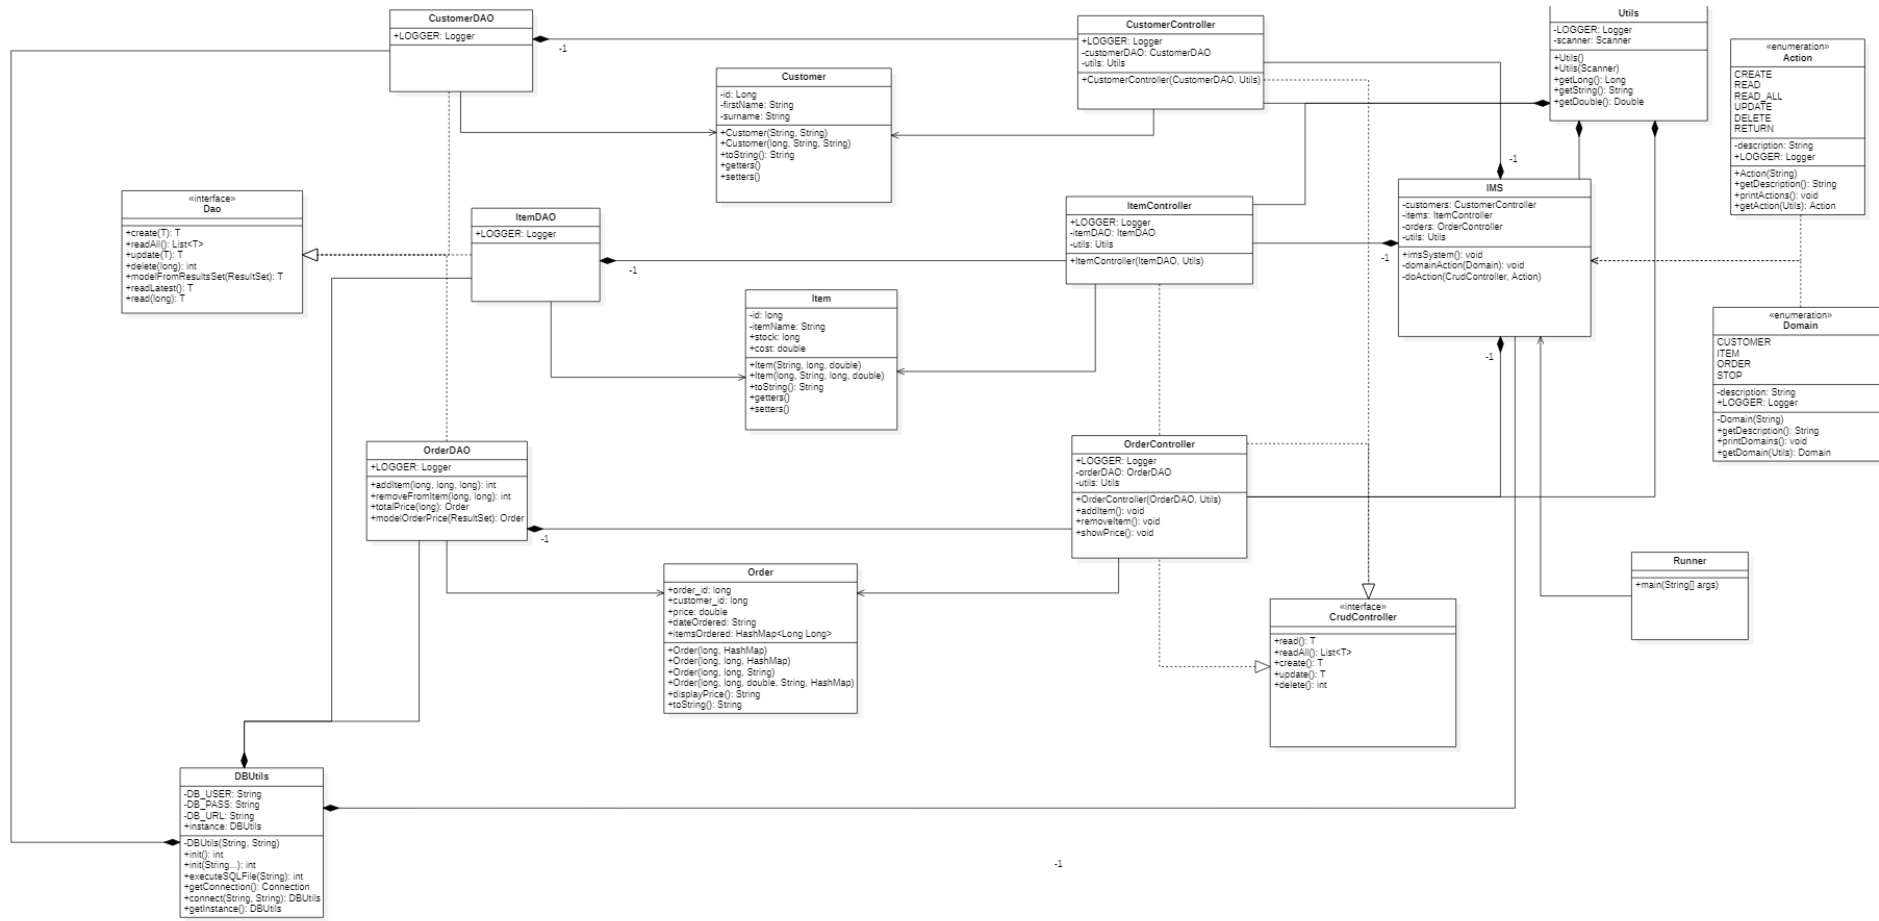 CustomerDAO
+LOGGER: Logger
-1
CustomerController
+LOGGER: Logger
-customerDAO: CustomerDAO
-utils: Utils
+CustomerController(CustomerDAO, Utils)
Utils
-LOGGER: Logger
-scanner: Scanner
+Utils()
+Utils(Scanner)
+getLong(): Long
+getString(): String
+getDouble(): Double
«enumeration»
Action
CREATE
READ
READ_ALL
UPDATE
DELETE
RETURN
-description: String
+LOGGER: Logger
+Action(String)
+getDescription(): String
+printActions(): void
+getAction(Utils): Action
Customer
-id: Long
-firstName: String
-surname: String
+Customer(String, String)
+Customer(long, String, String)
+toString(): String
+getters()
+setters()
-1
«interface»
Dao
+create(T): T
+readAll(): List<T>
+update(T): T
+delete(long): int
+modelFromResultsSet(ResultSet): T
+readLatest(): T
+read(long): T
ItemDAO
+LOGGER: Logger
-1
ItemController
+LOGGER: Logger
-itemDAO: ItemDAO
-utils: Utils
+ItemController(ItemDAO, Utils)
-1
IMS
-customers: CustomerController
-items: ItemController
-orders: OrderController
-utils: Utils
+imsSystem(): void
-domainAction(Domain): void
-doAction(CrudController, Action)
-1
Item
-id: long
-itemName: String
+stock: long
+cost: double
+Item(String, long, double)
+Item(long, String, long, double)
+toString(): String
+getters()
+setters()
«enumeration»
Domain
CUSTOMER
ITEM
ORDER
STOP
-description: String
+LOGGER: Logger
-Domain(String)
+getDescription(): String
+printDomains(): void
+getDomain(Utils): Domain
OrderDAO
+LOGGER: Logger
+addItem(long, long, long): int
+removeFromItem(long, long): int
+totalPrice(long): Order
+modelOrderPrice(ResultSet): Order
-1
OrderController
+LOGGER: Logger
-orderDAO: OrderDAO
-utils: Utils
+OrderController(OrderDAO, Utils)
+addItem(): void
+removeItem(): void
+showPrice(): void
Order
+order_id: long
+customer_id: long
+price: double
+dateOrdered: String
+itemsOrdered: HashMap<Long Long>
+Order(long, HashMap)
+Order(long, long, HashMap)
+Order(long, long, String)
+Order(long, long, double, String, HashMap)
+displayPrice(): String
+toString(): String
«interface»
CrudController
+read(): T
+readAll(): List<T>
+create(): T
+update(): T
+delete(): int
Runner
+main(String[] args)
DBUtils
-DB_USER: String
-DB_PASS: String
-DB_URL: String
+instance: DBUtils
-DBUtils(String, String)
+init(): int
+init(String...): int
+executeSQLFile(String): int
+getConnection(): Connection
+connect(String, String): DBUtils
+getInstance(): DBUtils
-1